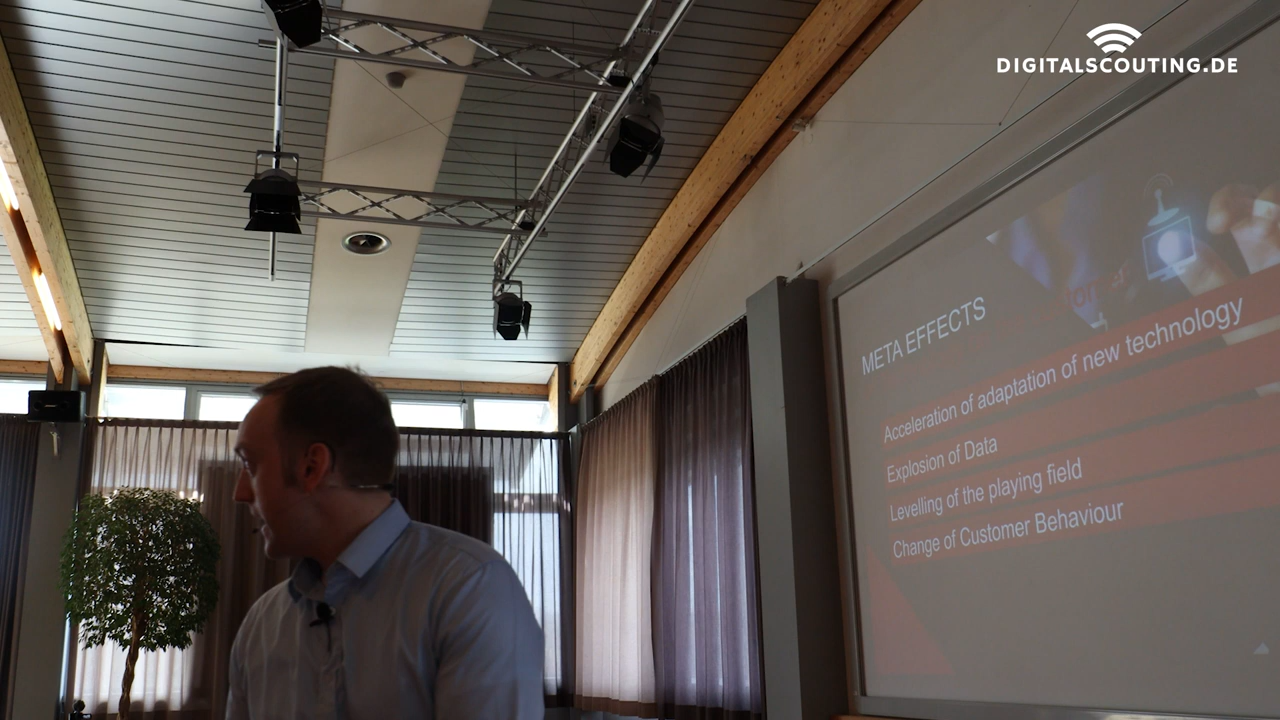 DIGITALSCOUTING.DE
META EFFECTS
Acceleration of adaptation of new technology
Explosion of Data
Levelling of the playing field
Change of Customer Behaviour